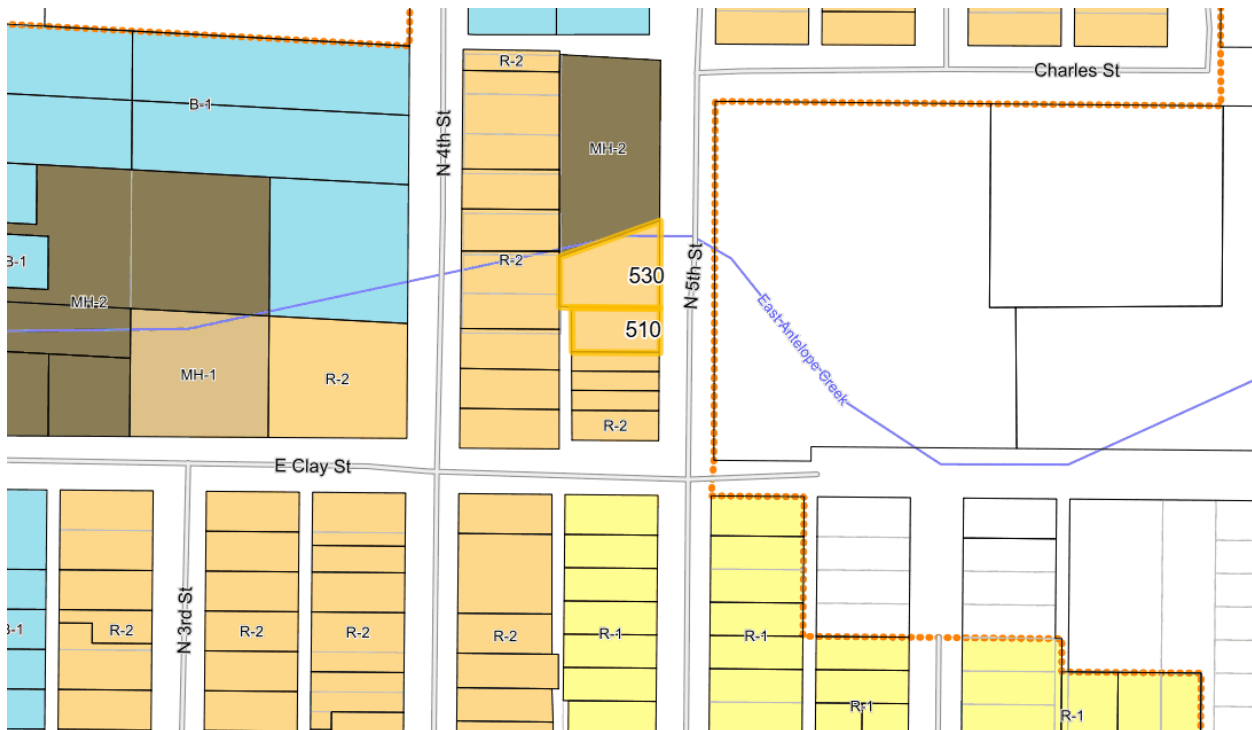 R-2
Charles St
B-1
N 4th St
MH-2
B-1
R-2
530
N 5th St
MH-2
510
East Antelope Creek
MH-1
R-2
R-2
E Clay St
N 3rd St
B-1
R-2
R-2
R-2
R-2
R-1
R-1
R-1
R-1